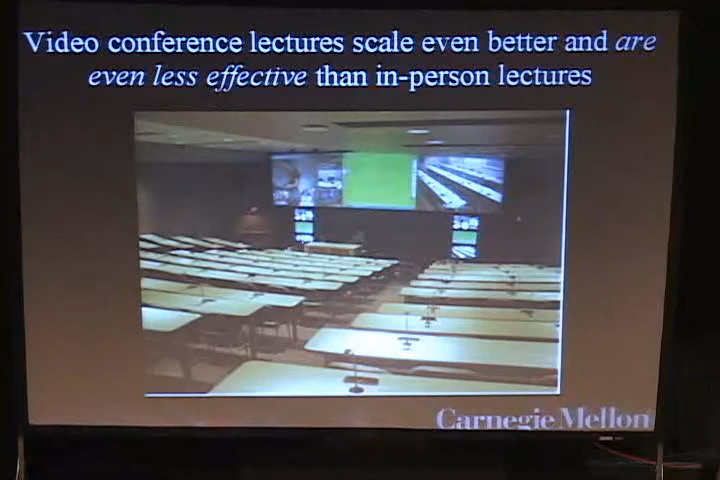 Video conference lectures scale even better and are
even less effective than in-person lectures
Carnegie Mellon